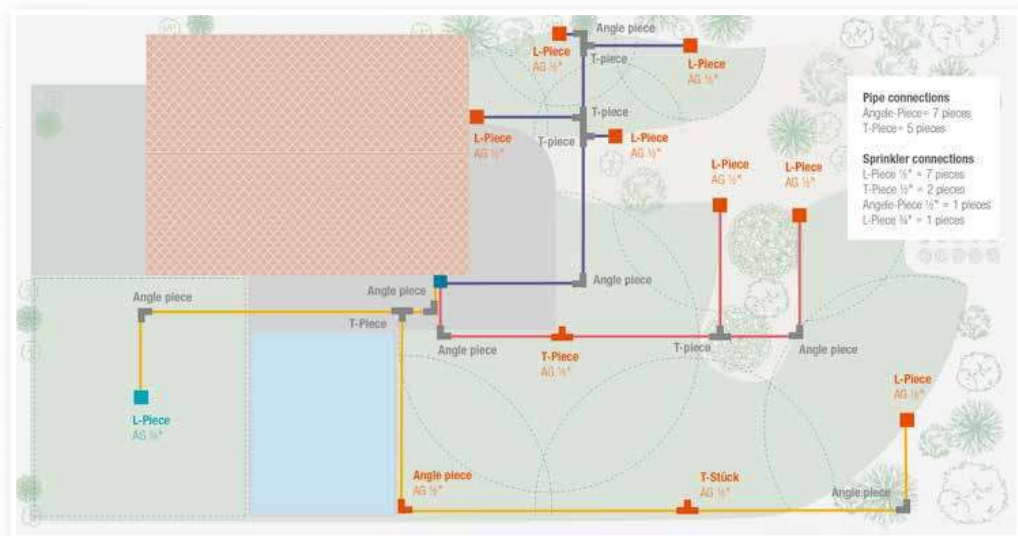 Angle piece
L-Piece
AG ½"
T-piece
L-Piece
AG ½"
Pipe connections
Angele-Piece= 7 pieces
T-Piece= 5 pieces
Sprinkler connections
L-Piece ½" = 7 pieces
T-Piece ½" = 2 pieces
Angele-Piece ½" = 1 pieces
L-Piece ¾" = 1 pieces
T-piece
L-Piece
AG ½"
T-piece
L-Piece
AG ½"
L-Piece
AG ½"
L-Piece
AG ½"
Angle piece
Angle piece
Angle piece
T-Piece
Angle piece
T-Piece
AG ½"
T-piece
Angle piece
L-Piece
AG ½"
L-Piece
AG ¾"
Angle piece
AG ½"
T-Stück
AG ½"
Angle piece